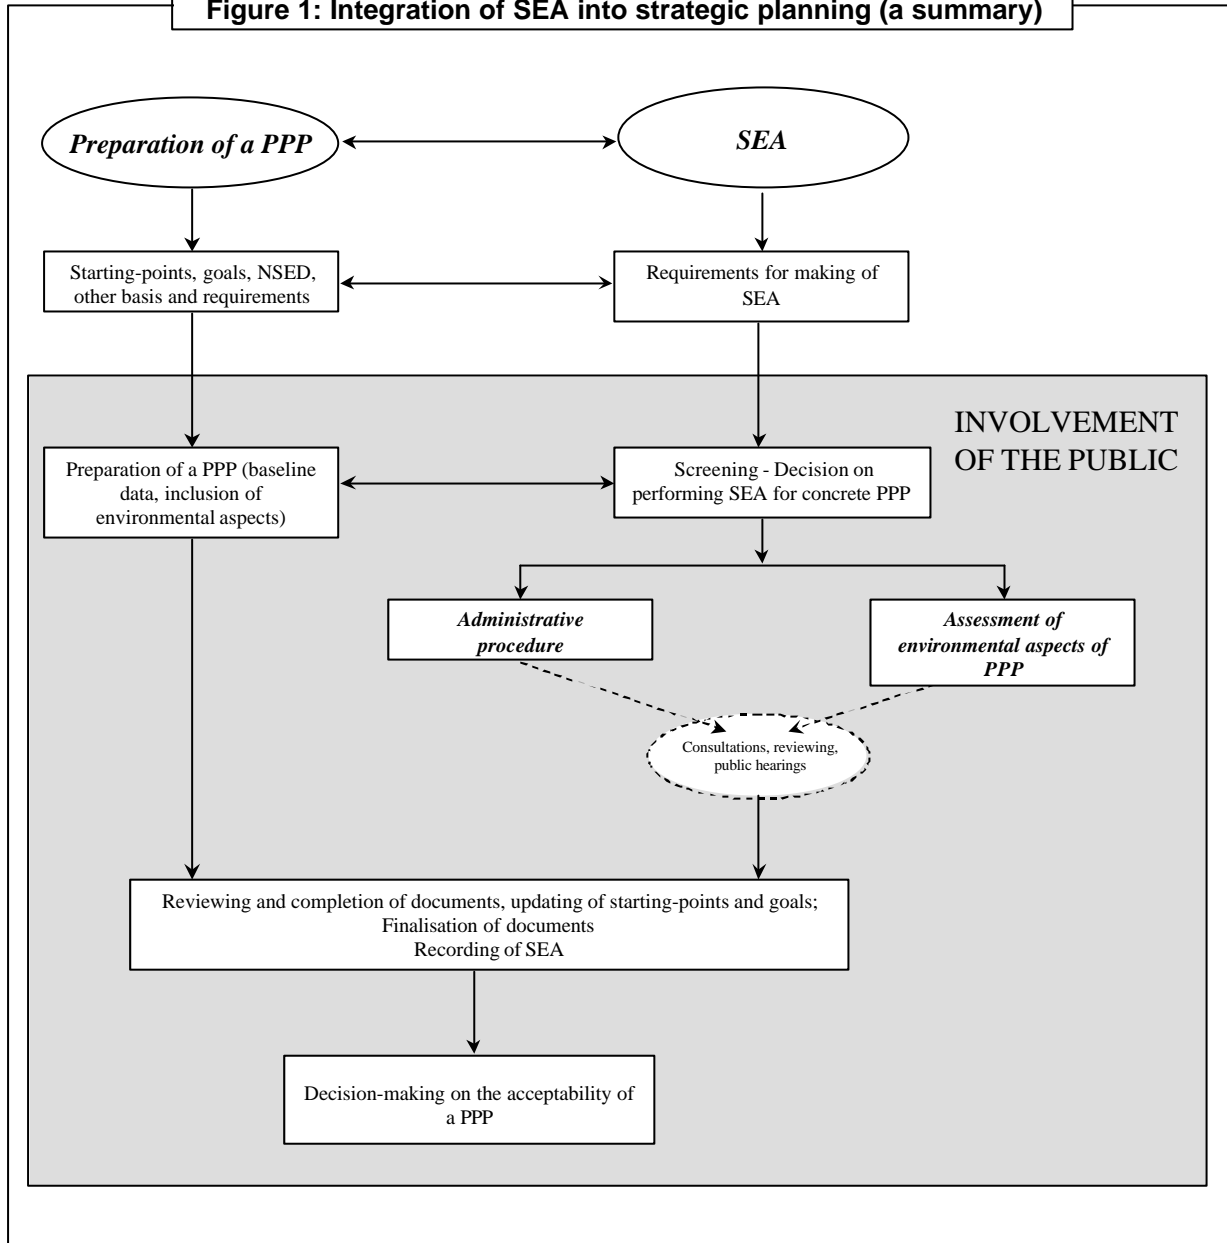 Figure 1: Integration of SEA into strategic planning (a summary)
Preparation of a PPP
SEA
Starting-points, goals, NSED,
other basis and requirements
Requirements for making of
SEA
INVOLVEMENT
OF THE PUBLIC
Preparation of a PPP (baseline
data, inclusion of
environmental aspects)
Screening - Decision on
performing SEA for concrete PPP
Administrative
procedure
Assessment of
environmental aspects of
PPP
Consultations, reviewing,
public hearings
Reviewing and completion of documents, updating of starting-points and goals;
Finalisation of documents
Recording of SEA
Decision-making on the acceptability of
a PPP